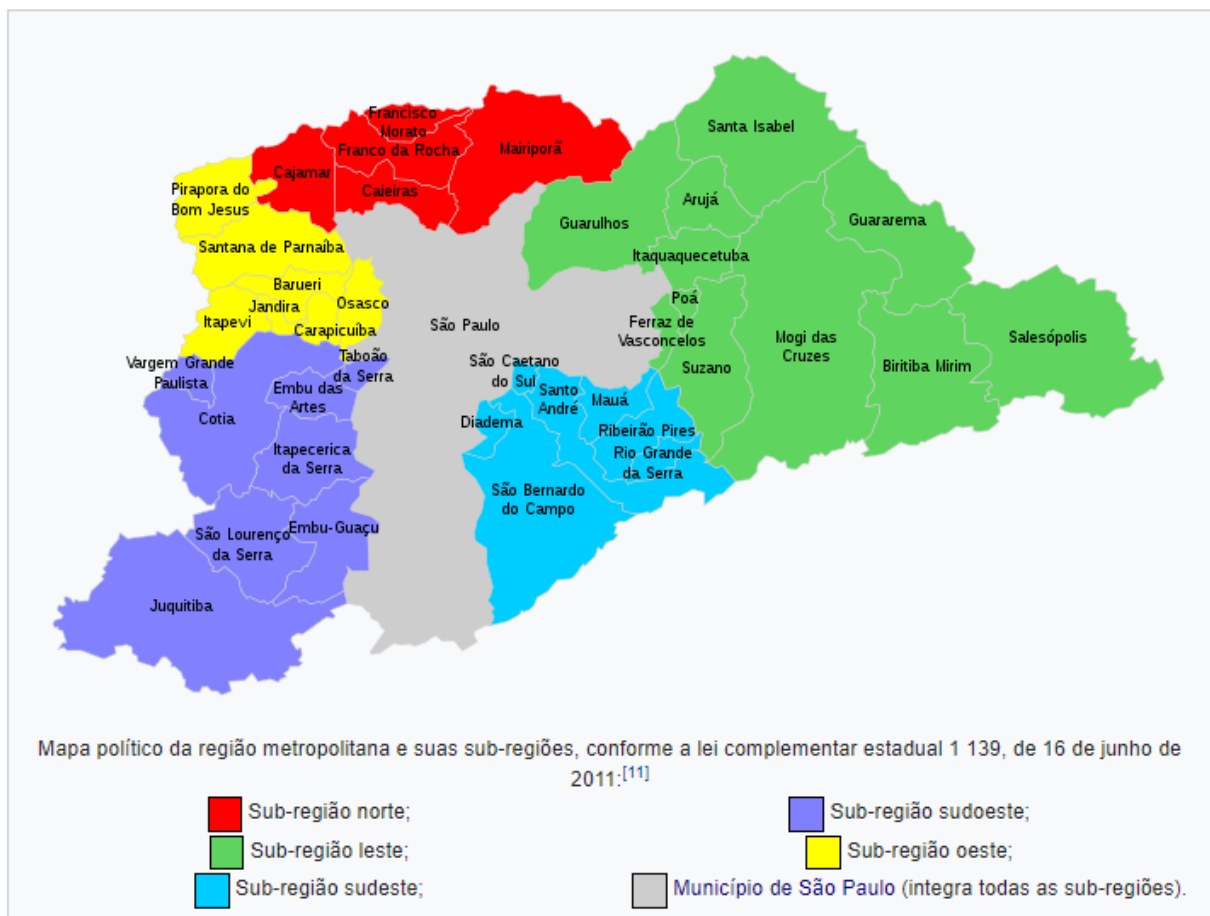 Francisco
Morato
Franco da Rocha
Mairiporã
Santa Isabel
Cajamar
Caieiras
Pirapora do
Bom Jesus
Arujá
Guarulhos
Guararema
Santana de Parnaíba
Itaquaquecetuba
Barueri
Jandira
Osasco
Itapevi
Carapicuíba
São Paulo
Poá
Ferraz de
Vasconcelos
Mogi das
Cruzes
Salesópolis
Biritiba Mirim
Suzano
Vargem Grande
Paulista
Taboão
da Serra
São Caetano
do Sul
Embu das
Artes
Santo
André
Mauá
Cotia
Diadema
Ribeirão Pires
Itapecerica
da Serra
Rio Grande
da Serra
São Bernardo
do Campo
São Lourenço
da Serra
Embu-Guaçu
Juquitiba
Mapa político da região metropolitana e suas sub-regiões, conforme a lei complementar estadual 1 139, de 16 de junho de
2011:[11]
Sub-região norte;
Sub-região sudoeste;
Sub-região leste;
Sub-região oeste;
Sub-região sudeste;
Município de São Paulo (integra todas as sub-regiões).